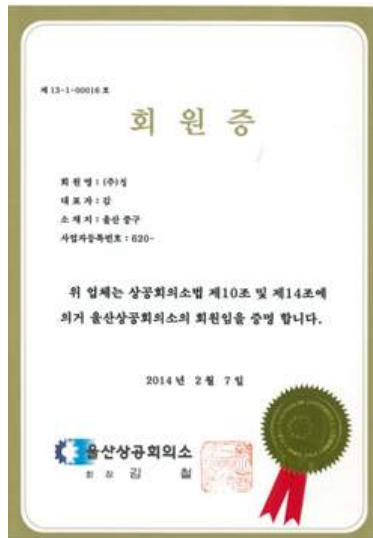 제 13-1-00016 호
회 원 증
회 원 명 : (주)성
대 표 자 : 김
소 재 지 : 울산 중구
사업자등록번호 : 620-
위 업체는 상공회의소법 제10조 및 제14조에
의거 울산상공회의소의 회원임을 증명 합니다.
2014 년 2 월 7 일
울산상공회의소
회 장 김 철